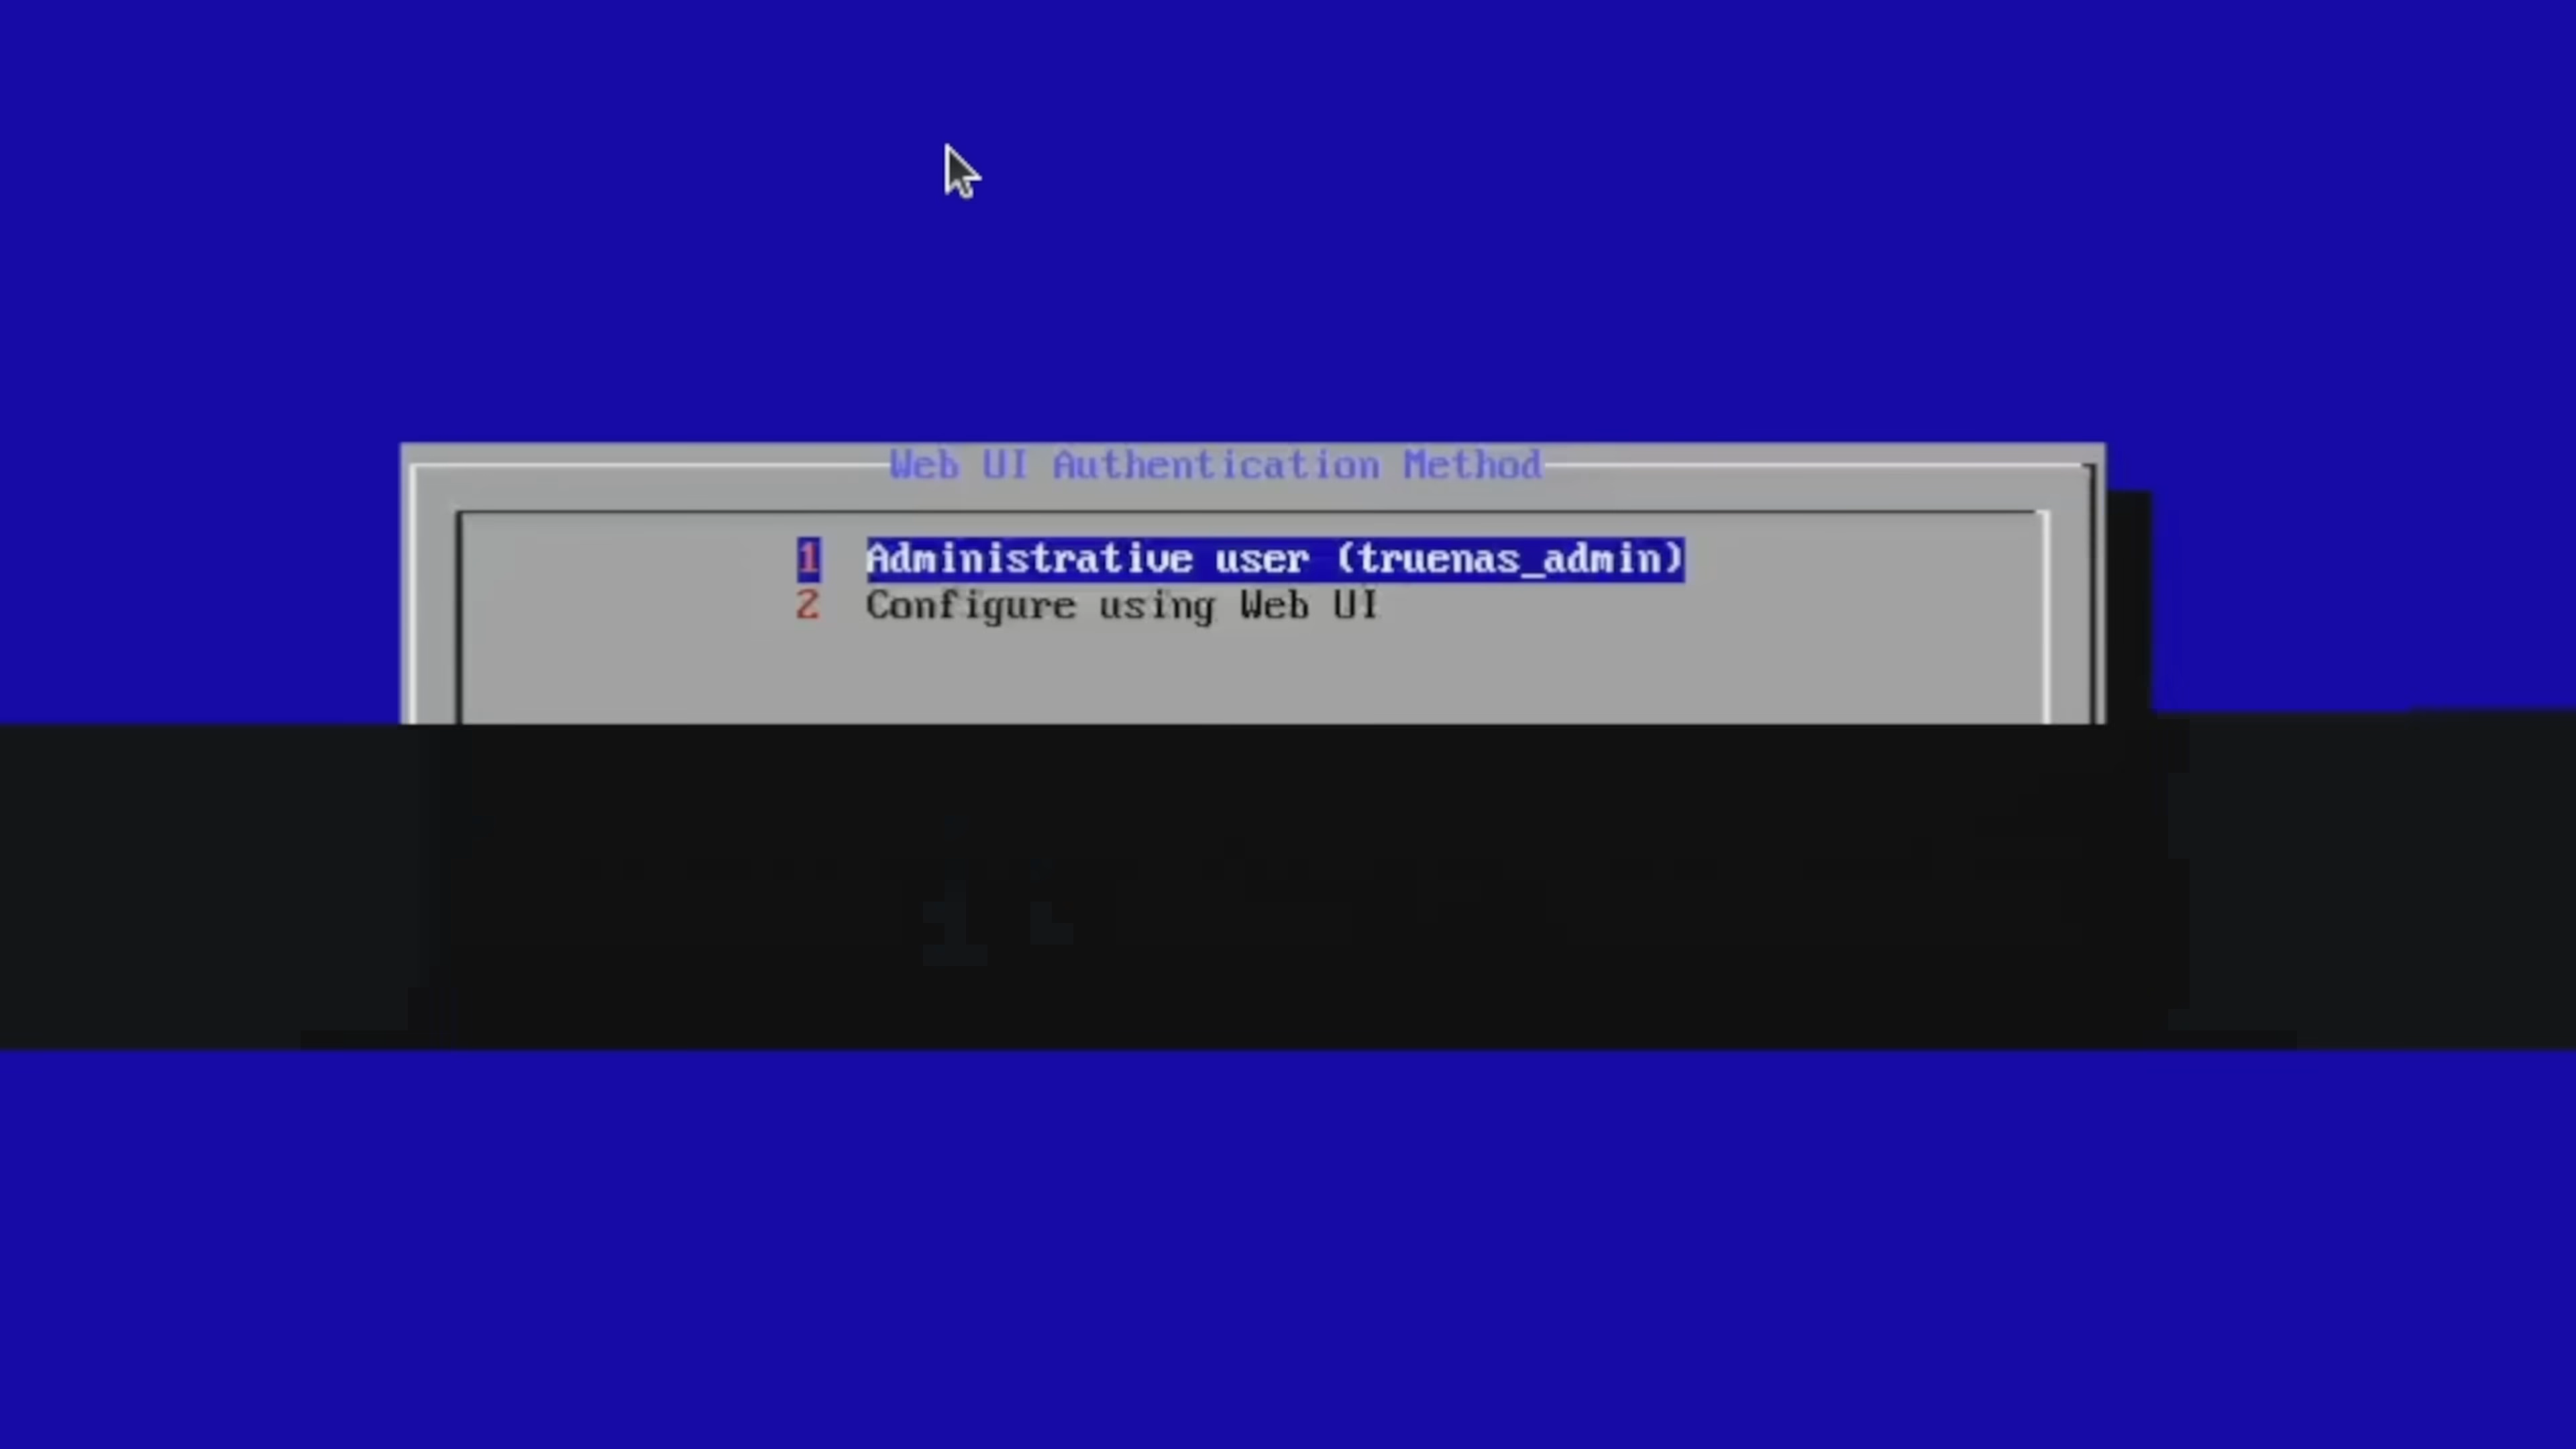 Web UI Authentication Method
1 Administrative user (truenas_admin)
2 Configure using Web UI